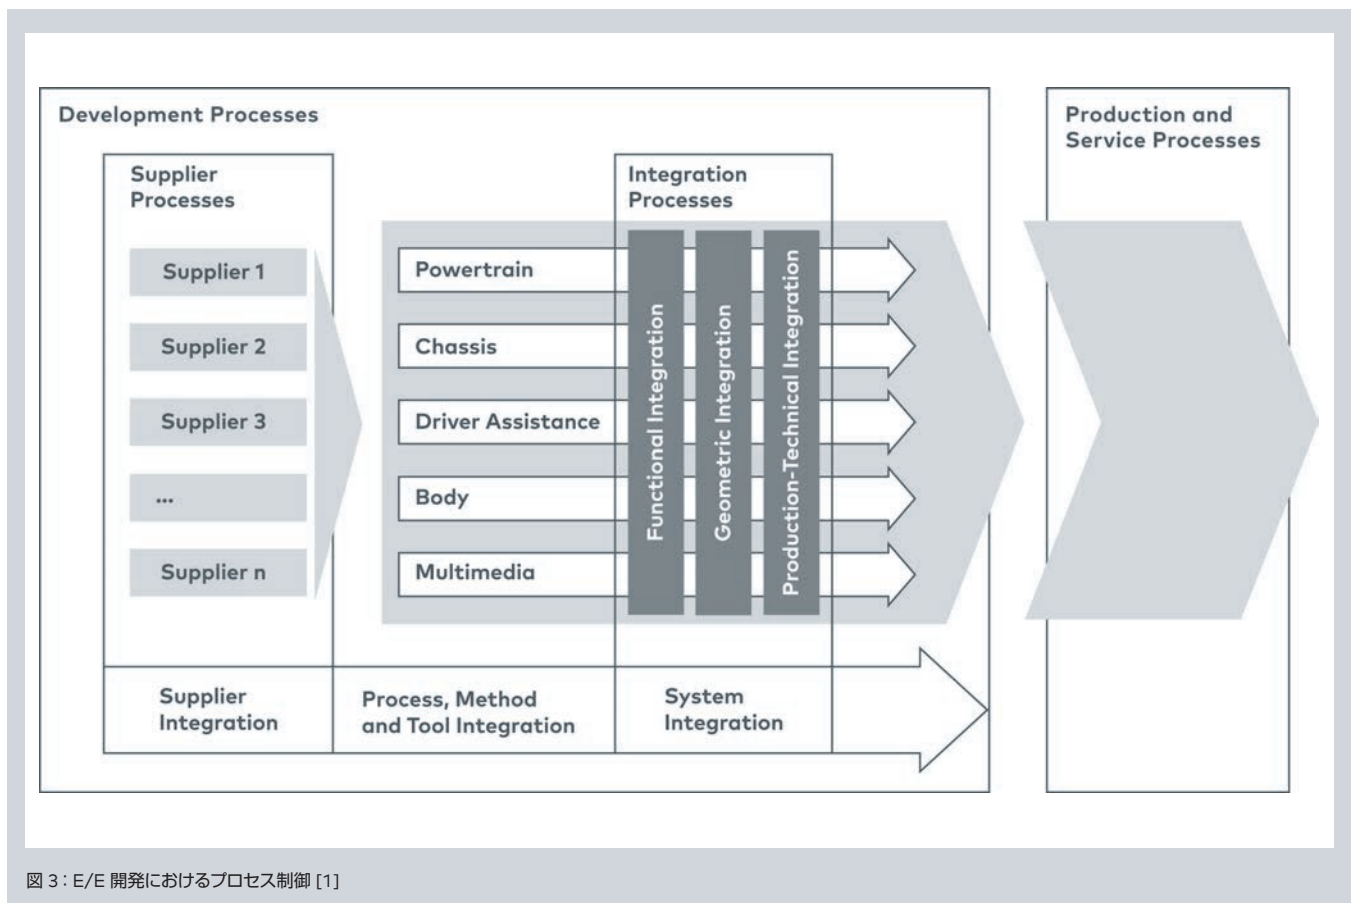 Development Processes
Production and
Service Processes
Supplier
Processes
Integration
Processes
Supplier 1
Supplier 2
Supplier 3
...
Supplier n
Powertrain
Chassis
Driver Assistance
Body
Multimedia
Functional Integration
Geometric Integration
Production-Technical Integration
Supplier
Integration
Process, Method
and Tool Integration
System
Integration
図 3：E/E 開発におけるプロセス制御 [1]